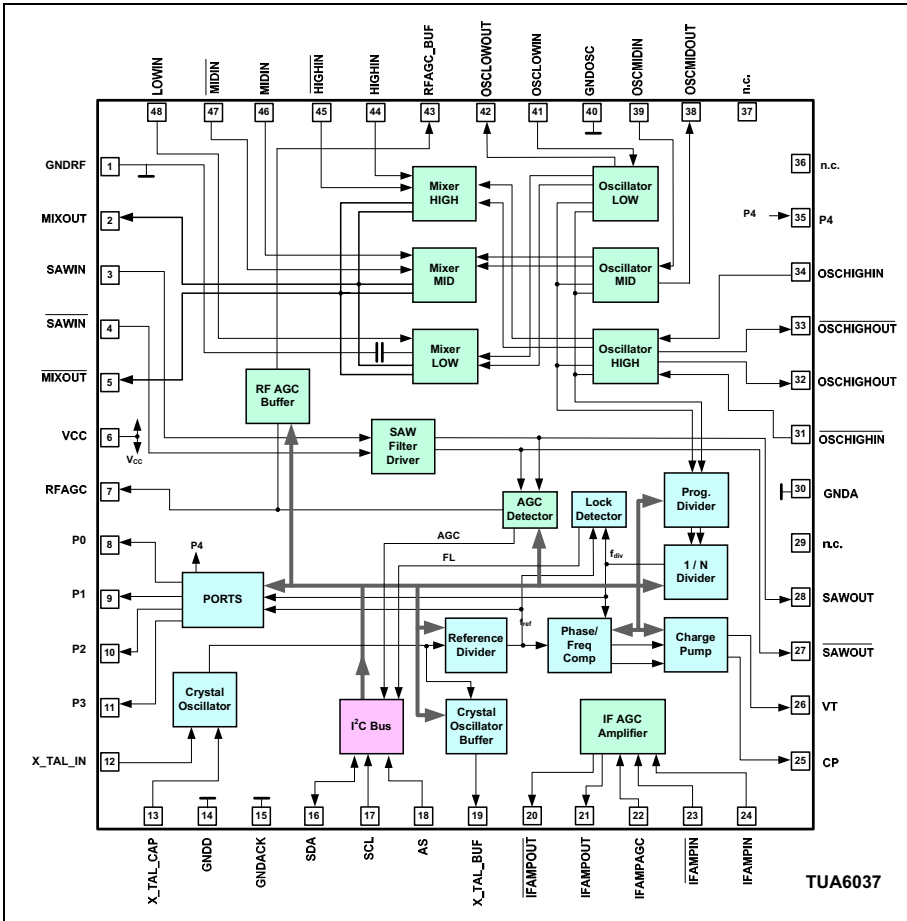 LOWIN
MIDIN
MIDIN
HIGHIN
HIGHIN
RFAGC_BUF
OSCLOWOUT
OSCLOWIN
GNDOSC
OSCMIDIN
OSCMIDOUT
n.c.
48
47
46
45
44
43
42
41
40
39
38
37
GNDRF
1
MIXOUT
2
SAWIN
3
SAWIN
4
MIXOUT
5
VCC
6
VCC
RFAGC
7
P0
8
P1
9
P2
10
P3
11
X_TAL_IN
12
Mixer
HIGH
Mixer
MID
Mixer
LOW
Oscillator
LOW
Oscillator
MID
Oscillator
HIGH
RF AGC
Buffer
SAW
Filter
Driver
AGC
Detector
Lock
Detector
Prog.
Divider
1 / N
Divider
AGC
FL
fdiv
P4
PORTS
fref
Reference
Divider
Phase/
Freq
Comp
Charge
Pump
Crystal
Oscillator
I2C Bus
Crystal
Oscillator
Buffer
IF AGC
Amplifier
36
n.c.
P4
35
P4
34
OSCHIGHIN
33
OSCHIGHOUT
32
OSCHIGHOUT
31
OSCHIGHIN
30
GNDA
29
n.c.
28
SAWOUT
27
SAWOUT
26
VT
25
CP
13
14
15
16
17
18
19
20
21
22
23
24
X_TAL_CAP
GNDD
GNDACK
SDA
SCL
AS
X_TAL_BUF
IFAMPOUT
IFAMPOUT
IFAMPAGC
IFAMPIN
IFAMPIN
TUA6037